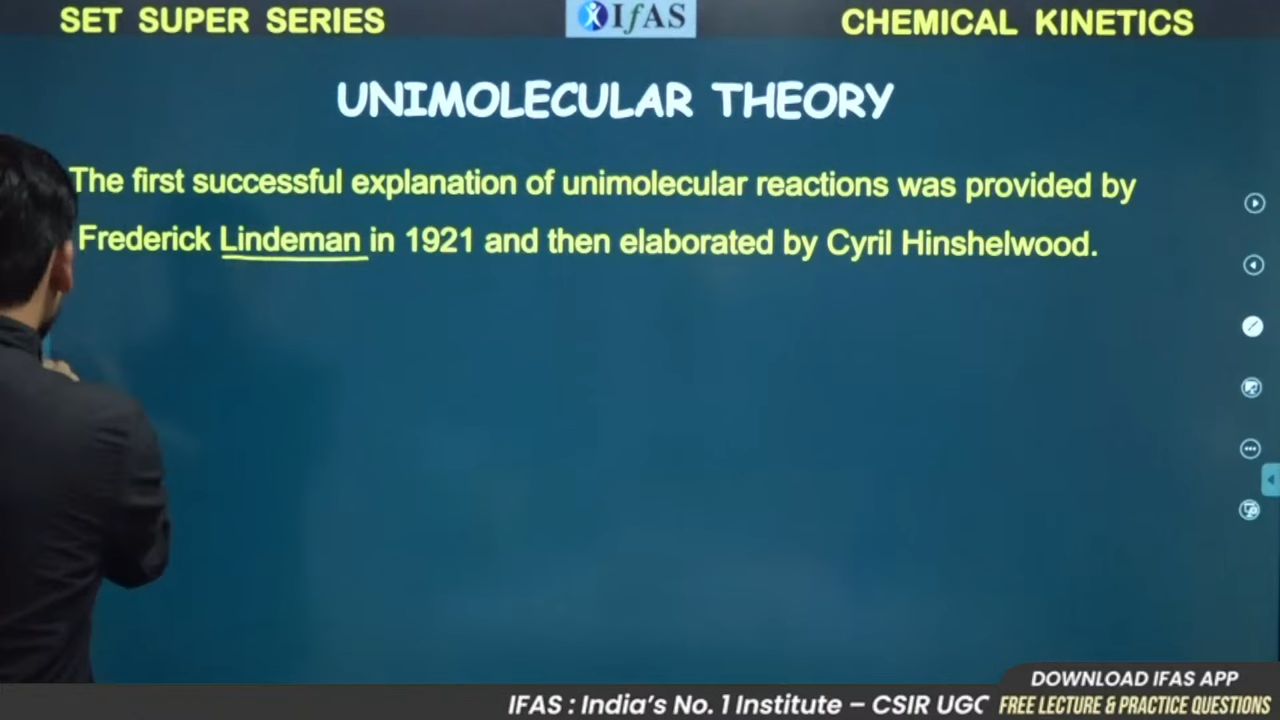 SET SUPER SERIES
IfAS
CHEMICAL KINETICS
UNIMOLECULAR THEORY
The first successful explanation of unimolecular reactions was provided by
Frederick Lindeman in 1921 and then elaborated by Cyril Hinshelwood.
DOWNLOAD IFAS APP
IFAS : India's No. 1 Institute – CSIR UGC
FREE LECTURE & PRACTICE QUESTIONS